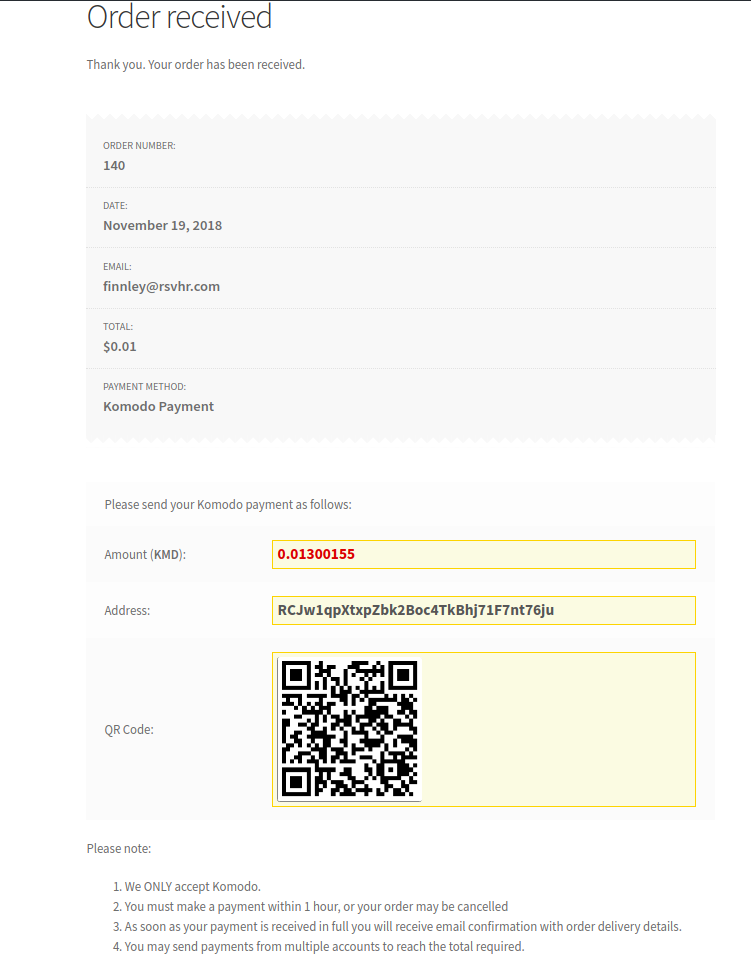 Order received
Thank you. Your order has been received.
ORDER NUMBER:
140
DATE:
November 19, 2018
EMAIL:
finnley@rsvhr.com
TOTAL:
$0.01
PAYMENT METHOD:
Komodo Payment
Please send your Komodo payment as follows:
Amount (KMD): 0.01300155
Address: RCJw1qpXtxpZbk2Boc4TkBhj71F7nt76ju
QR Code:
Please note:
1. We ONLY accept Komodo.
2. You must make a payment within 1 hour, or your order may be cancelled
3. As soon as your payment is received in full you will receive email confirmation with order delivery details.
4. You may send payments from multiple accounts to reach the total required.